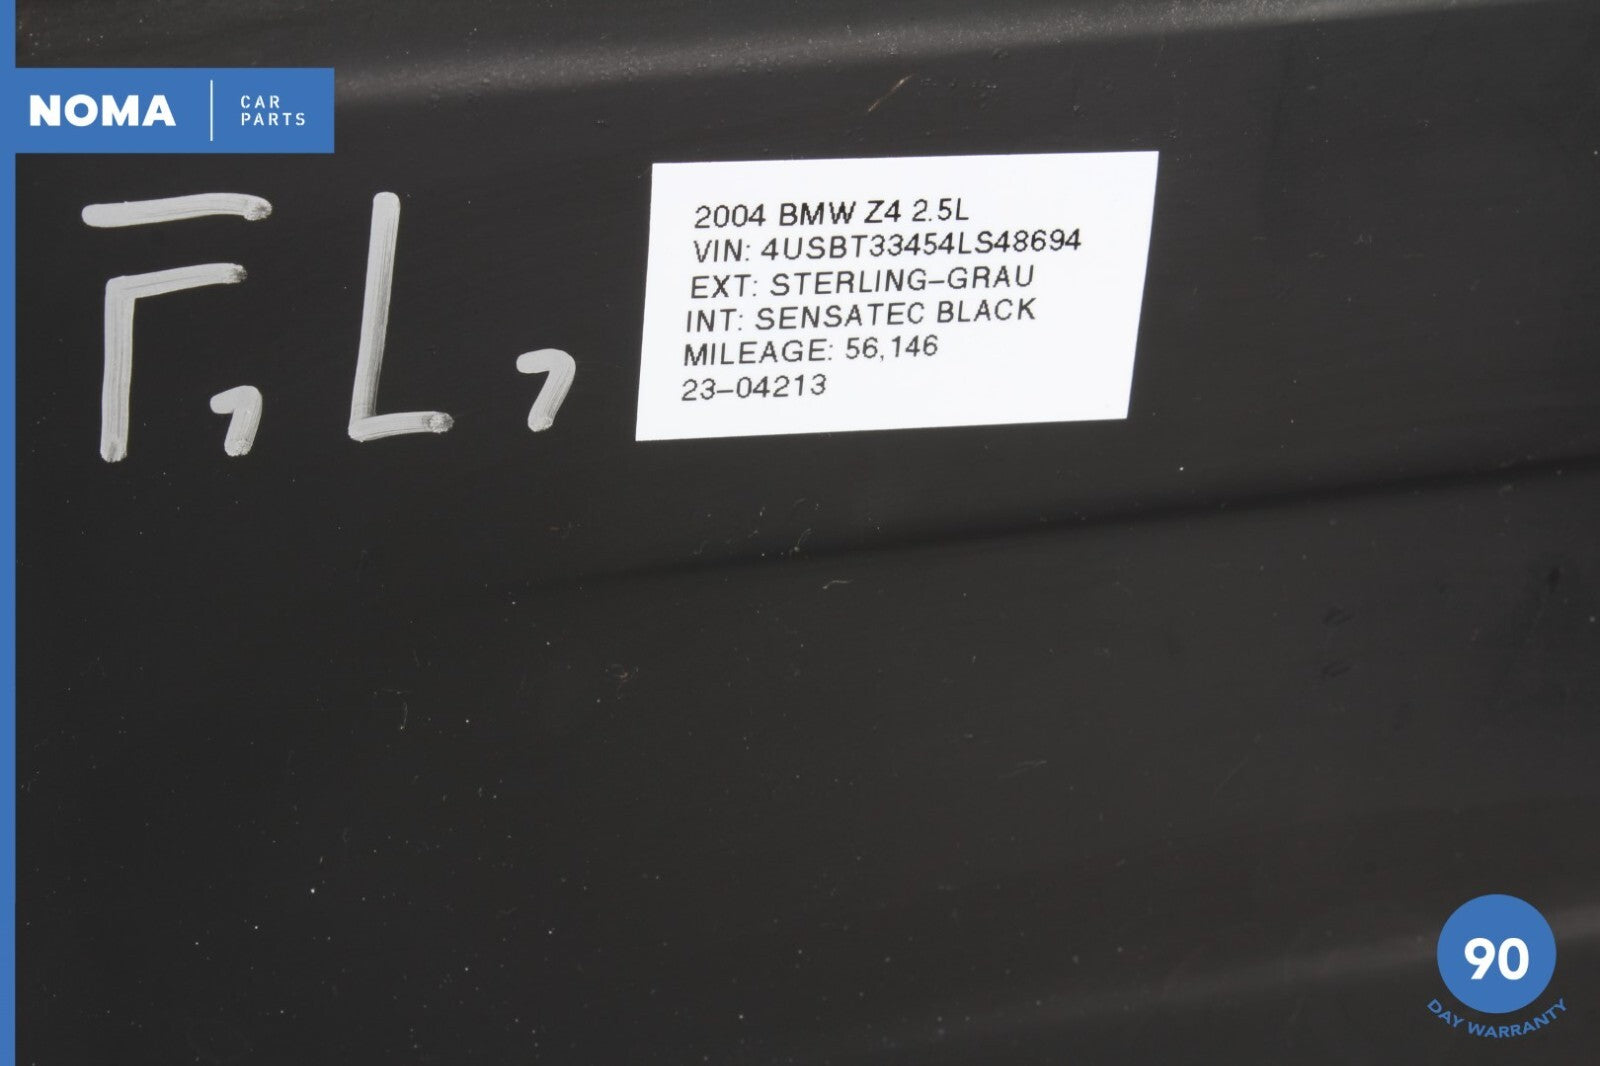 NOMA
CAR
PARTS
F, L,
2004 BMW Z4 2.5L
VIN: 4USBT33454LS48694
EXT: STERLING-GRAU
INT: SENSATEC BLACK
MILEAGE: 56,146
23-04213
90
DAY WARRANTY